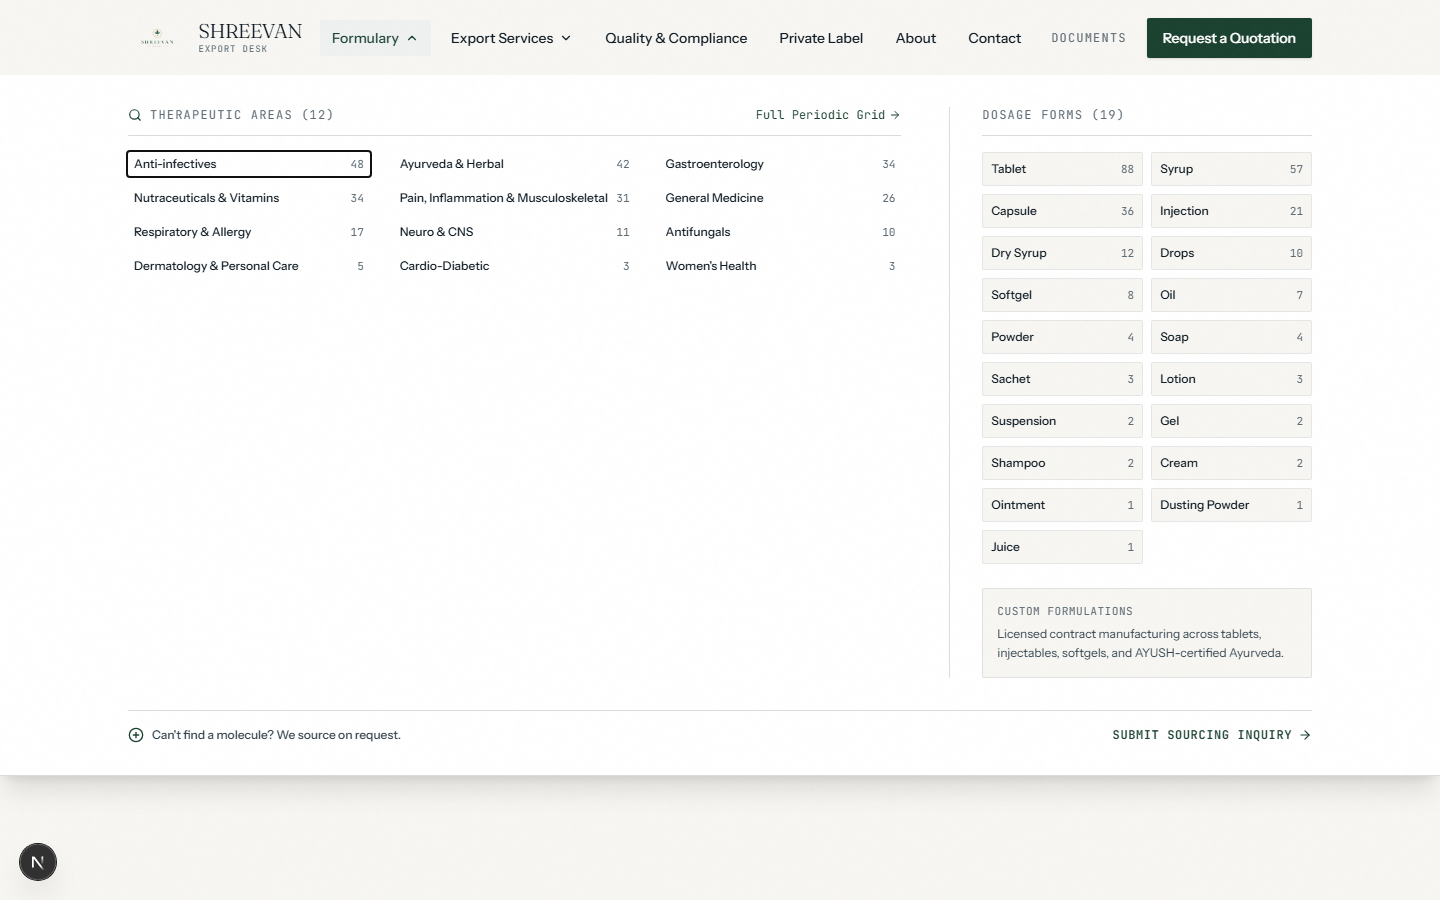 SHREEVAN
SHREEVAN
EXPORT DESK
Formulary
Export Services
Quality & Compliance
Private Label
About
Contact
DOCUMENTS
Request a Quotation
THERAPEUTIC AREAS (12)
Full Periodic Grid →
Anti-infectives 48
Ayurveda & Herbal 42
Gastroenterology 34
Nutraceuticals & Vitamins 34
Pain, Inflammation & Musculoskeletal 31
General Medicine 26
Respiratory & Allergy 17
Neuro & CNS 11
Antifungals 10
Dermatology & Personal Care 5
Cardio-Diabetic 3
Women's Health 3
DOSAGE FORMS (19)
Tablet 88
Syrup 57
Capsule 36
Injection 21
Dry Syrup 12
Drops 10
Softgel 8
Oil 7
Powder 4
Soap 4
Sachet 3
Lotion 3
Suspension 2
Gel 2
Shampoo 2
Cream 2
Ointment 1
Dusting Powder 1
Juice 1
CUSTOM FORMULATIONS
Licensed contract manufacturing across tablets,
injectables, softgels, and AYUSH-certified Ayurveda.
Can't find a molecule? We source on request.
SUBMIT SOURCING INQUIRY →
N